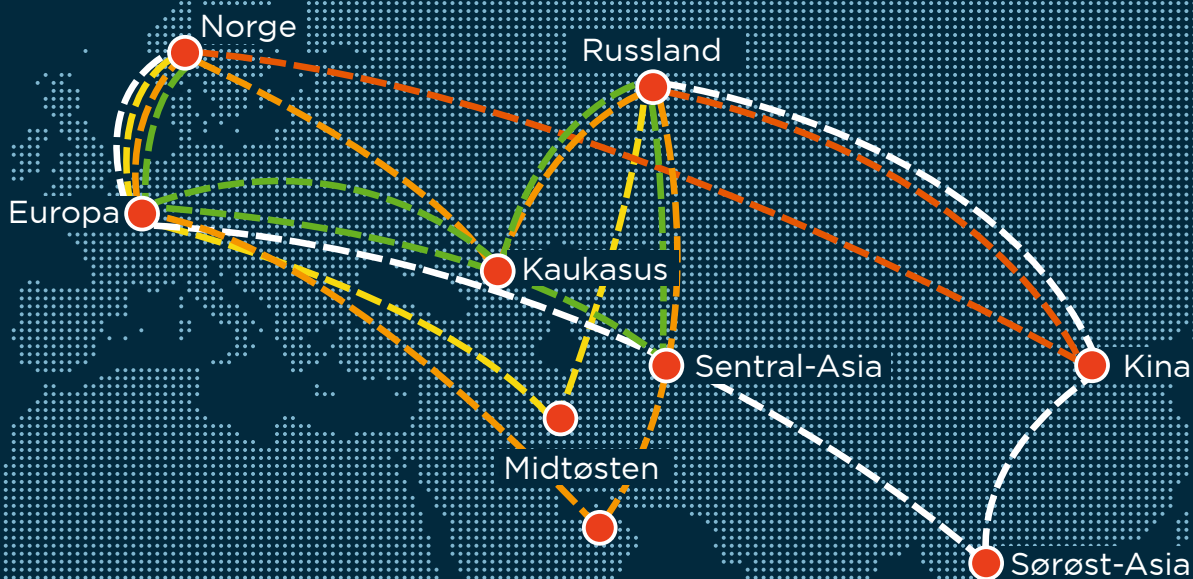 Norge
Russland
Europa
Kaukasus
Sentral-Asia
Kina
Midtøsten
Sørøst-Asia